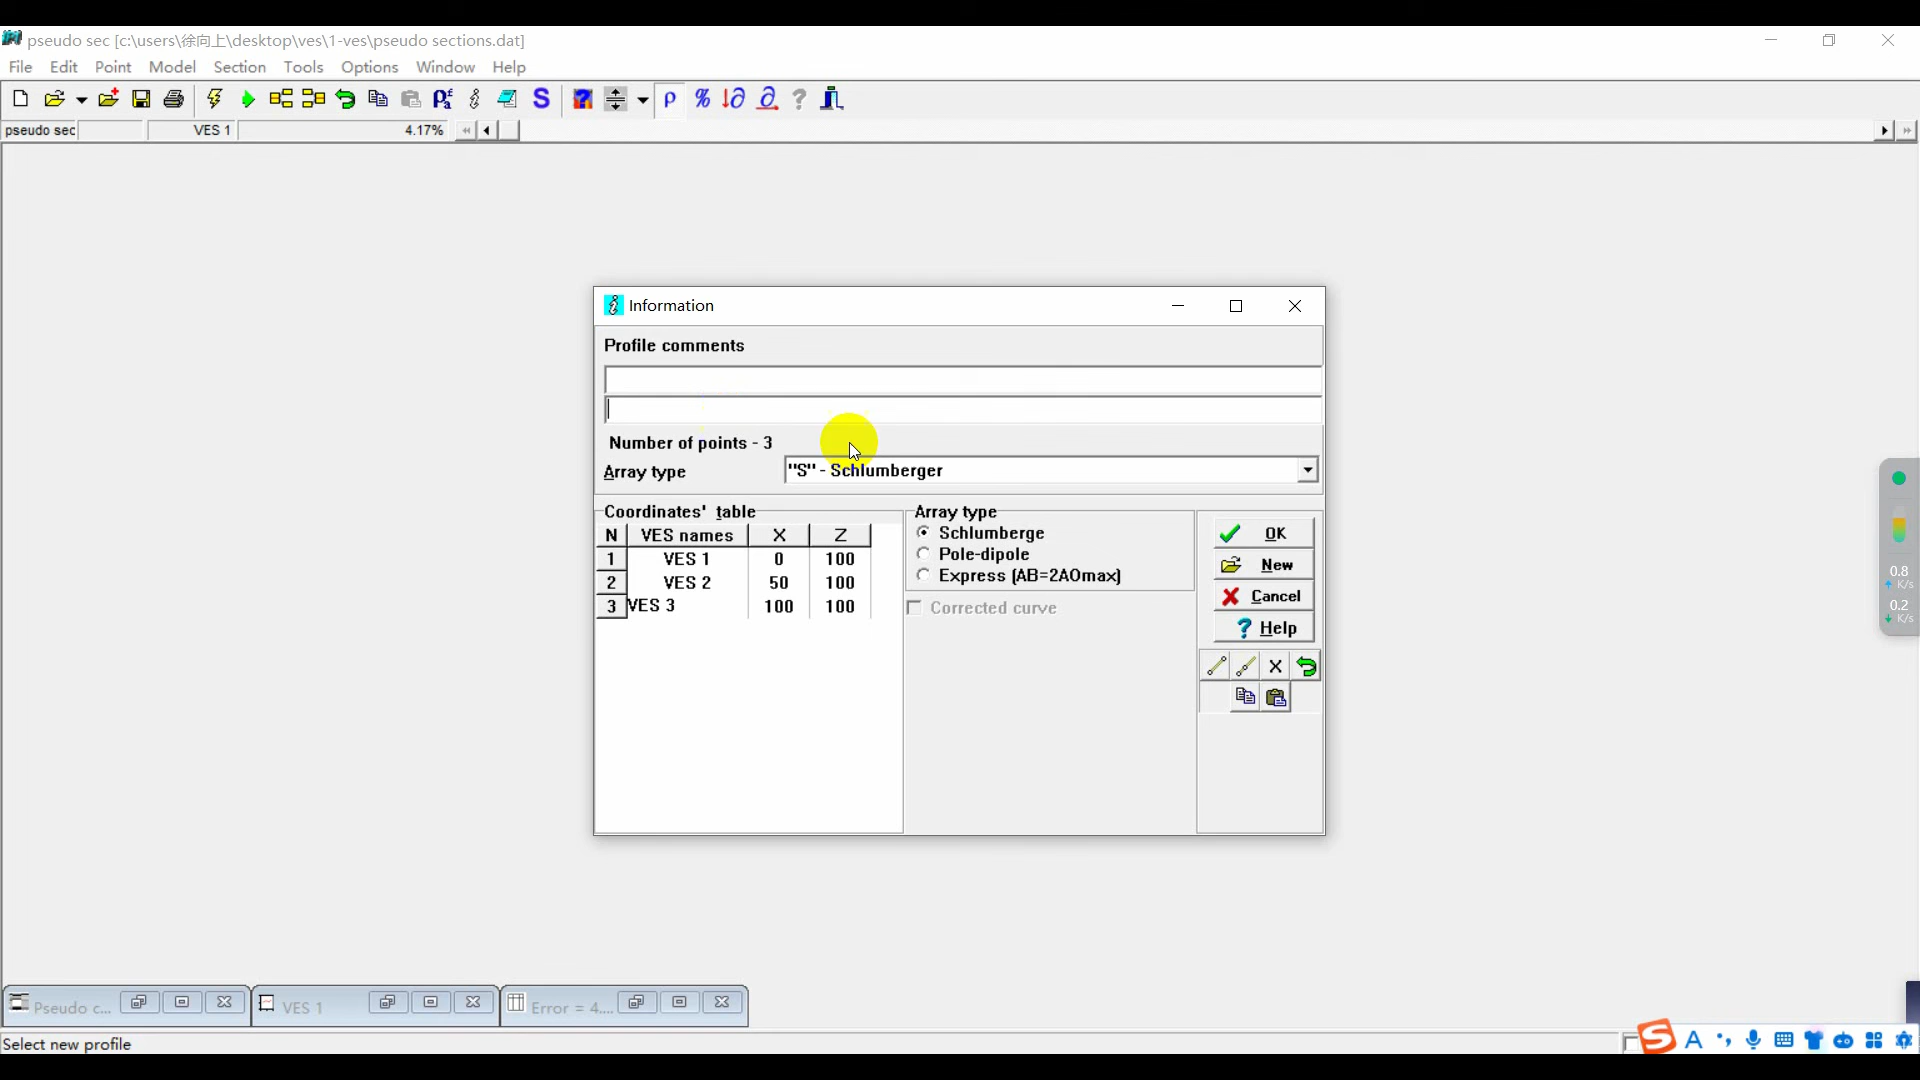 pseudo sec [c:\users\徐向上\desktop\ves\1-ves\pseudo sections.dat]
File Edit Point Model Section Tools Options Window Help
pseudo sec VES 1 4.17%
Information
Profile comments
Number of points - 3
Array type "S" - Schlumberger
Coordinates' table
N VES names X Z
1 VES 1 0 100
2 VES 2 50 100
3 VES 3 100 100
Array type
Schlumberge
Pole-dipole
Express (AB=2AOmax)
Corrected curve
OK
New
Cancel
Help
0.8
K/s
0.2
K/s
Pseudo c...
VES 1
Error = 4....
Select new profile